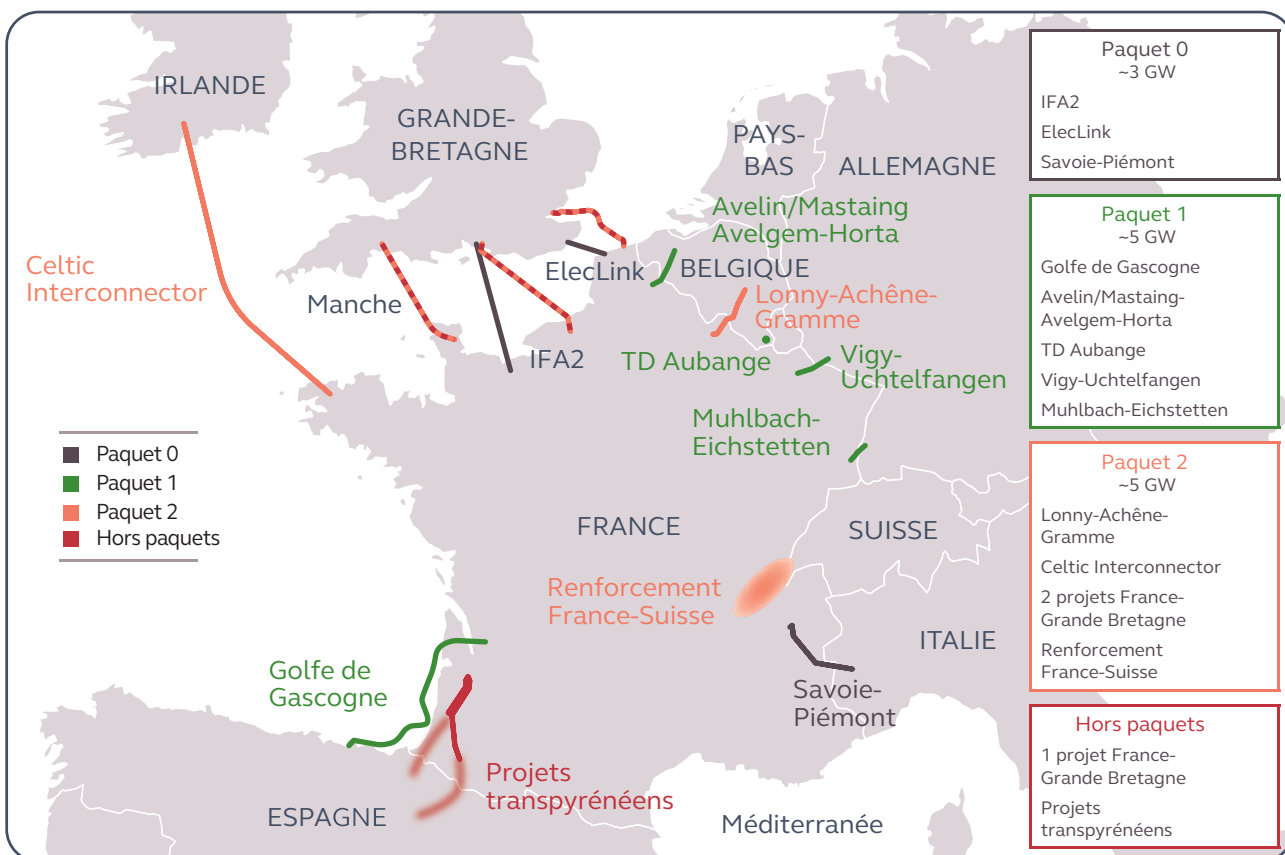 IRLANDE
GRANDE-
BRETAGNE
PAYS-
BAS
ALLEMAGNE
Avelin/Mastaing
Avelgem-Horta
Celtic
Interconnector
ElecLink
BELGIQUE
Manche
Lonny-Achêne-
Gramme
IFA2
TD Aubange
Vigy-
Uchtelfangen
Muhlbach-
Eichstetten
Paquet 0
Paquet 1
Paquet 2
Hors paquets
FRANCE
SUISSE
Renforcement
France-Suisse
ITALIE
Golfe de
Gascogne
Savoie-
Piémont
Projets
transpyrénéens
ESPAGNE
Méditerranée
Paquet 0
~3 GW
IFA2
ElecLink
Savoie-Piémont
Paquet 1
~5 GW
Golfe de Gascogne
Avelin/Mastaing-
Avelgem-Horta
TD Aubange
Vigy-Uchtelfangen
Muhlbach-Eichstetten
Paquet 2
~5 GW
Lonny-Achêne-
Gramme
Celtic Interconnector
2 projets France-
Grande Bretagne
Renforcement
France-Suisse
Hors paquets
1 projet France-
Grande Bretagne
Projets
transpyrénéens